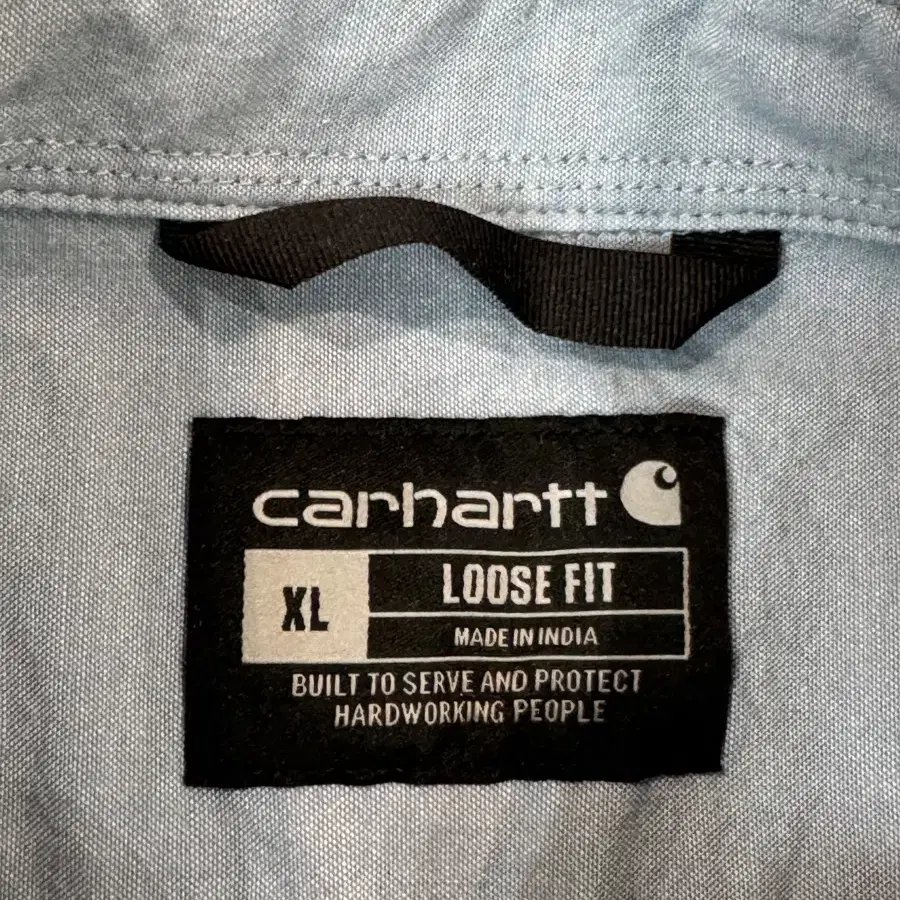 carhartt
XL
LOOSE FIT
MADE IN INDIA
BUILT TO SERVE AND PROTECT
HARDWORKING PEOPLE